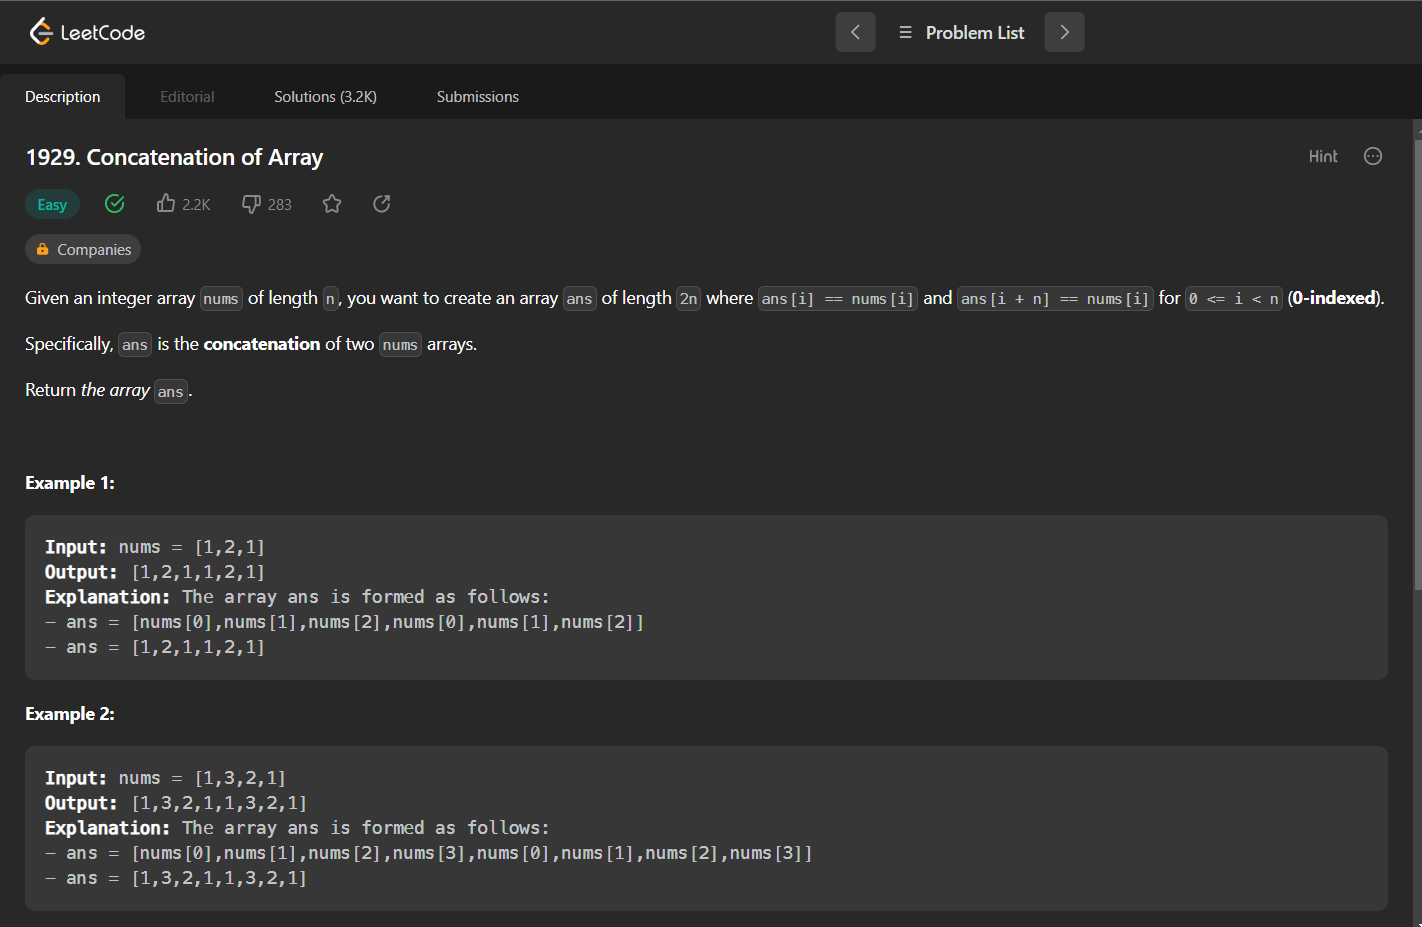 LeetCode
Problem List
Description Editorial Solutions (3.2K) Submissions
1929. Concatenation of Array Hint
Easy 2.2K 283
Companies
Given an integer array nums of length n, you want to create an array ans of length 2n where ans[i] == nums[i] and ans[i + n] == nums[i] for 0 <= i < n (0-indexed).
Specifically, ans is the concatenation of two nums arrays.
Return the array ans.
Example 1:
Input: nums = [1,2,1]
Output: [1,2,1,1,2,1]
Explanation: The array ans is formed as follows:
- ans = [nums[0],nums[1],nums[2],nums[0],nums[1],nums[2]]
- ans = [1,2,1,1,2,1]
Example 2:
Input: nums = [1,3,2,1]
Output: [1,3,2,1,1,3,2,1]
Explanation: The array ans is formed as follows:
- ans = [nums[0],nums[1],nums[2],nums[3],nums[0],nums[1],nums[2],nums[3]]
- ans = [1,3,2,1,1,3,2,1]